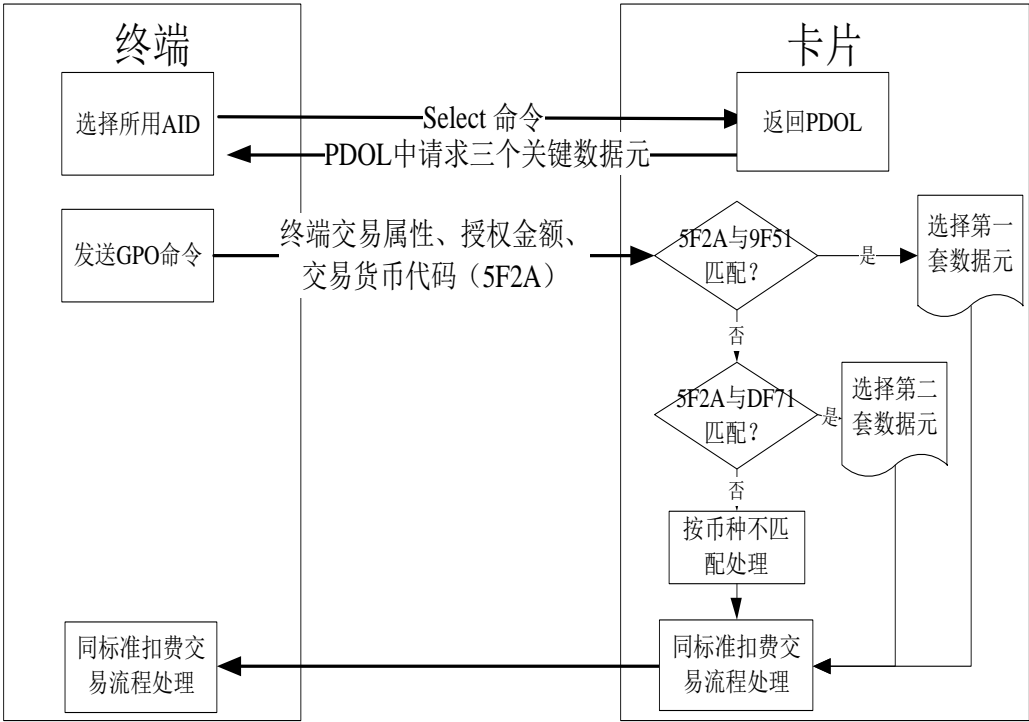 终端
卡片
选择所用AID
Select 命令
返回PDOL
PDOL中请求三个关键数据元
发送GPO命令
终端交易属性、授权金额、
交易货币代码（5F2A）
5F2A与9F51
匹配？
是
选择第一
套数据元
否
5F2A与DF71
匹配？
是
选择第二
套数据元
否
按币种不匹
配处理
同标准扣费交
易流程处理
同标准扣费交
易流程处理